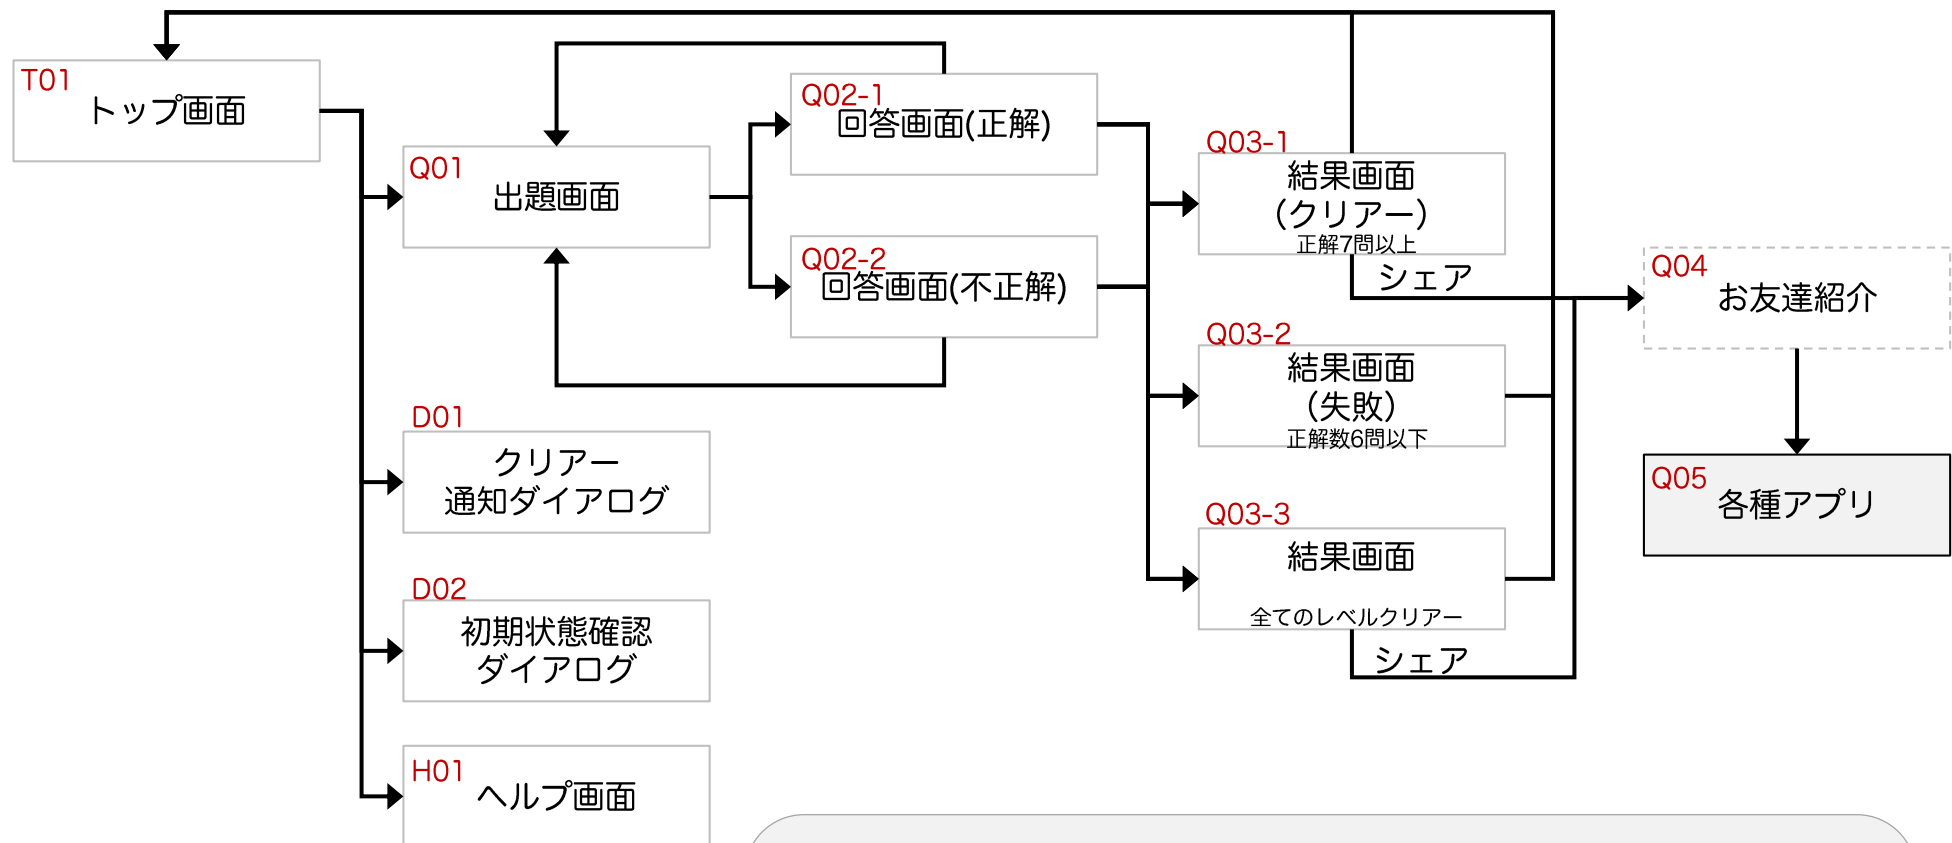 T01
トップ画面
Q01
出題画面
Q02-1
回答画面(正解)
Q02-2
回答画面(不正解)
Q03-1
結果画面
(クリアー)
正解7問以上
シェア
Q03-2
結果画面
(失敗)
正解数6問以下
Q03-3
結果画面
全てのレベルクリアー
シェア
Q04
お友達紹介
Q05
各種アプリ
D01
クリアー
通知ダイアログ
D02
初期状態確認
ダイアログ
H01
ヘルプ画面